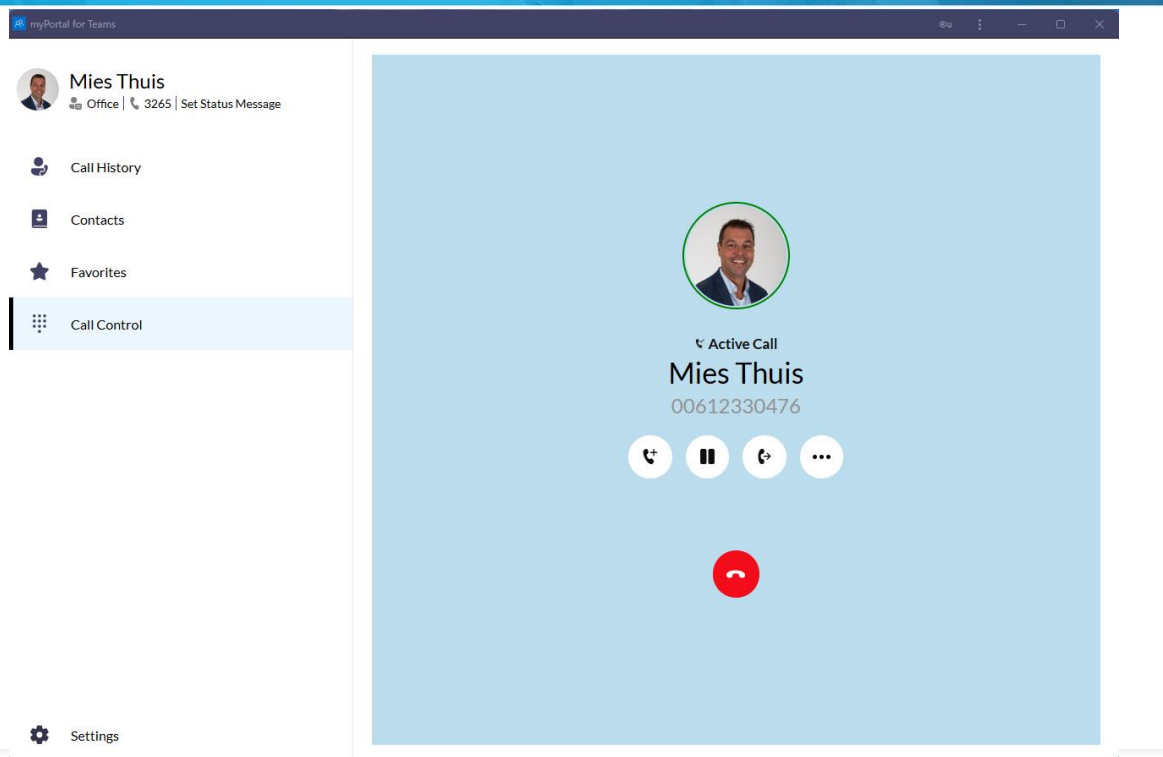 myPortal for Teams
Mies Thuis
Office | 3265 | Set Status Message
Call History
Contacts
Favorites
Call Control
Active Call
Mies Thuis
00612330476
Settings